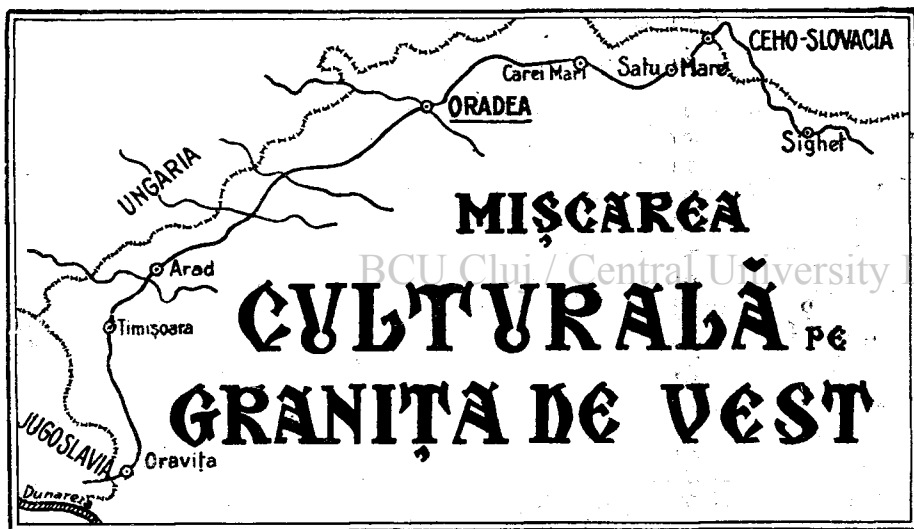 CEHO-SLOVACIA
Carei Mari
Satu Mare
ORADEA
Sighet
UNGARIA
MIȘCAREA
Arad
BCU Cluj / Central University
CULTURALĂ PE
Timișoara
GRANIȚA DE VEST
JUGOSLAVIA
Oravița
Dunarea